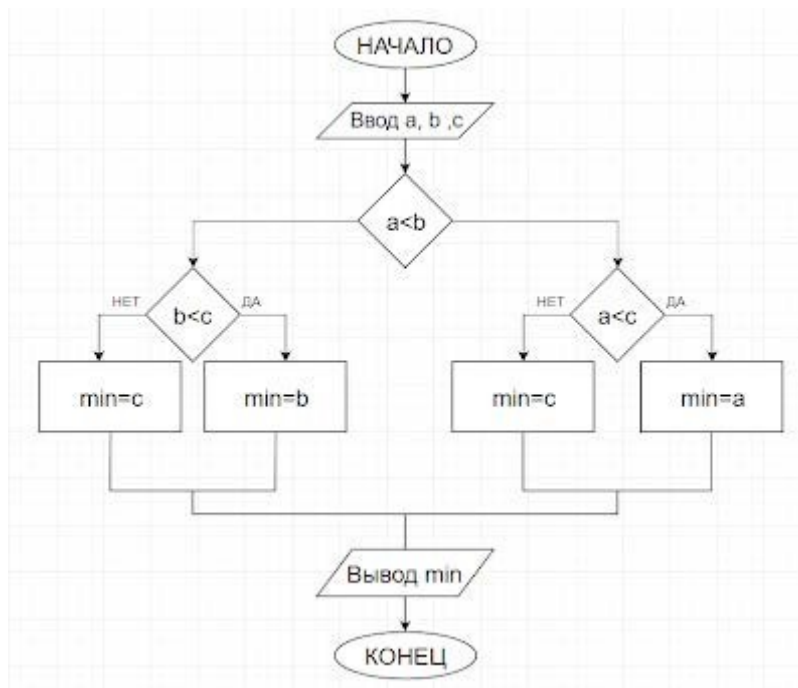 НАЧАЛО
Ввод a, b ,c
a<b
НЕТ
b<c
ДА
НЕТ
a<c
ДА
min=c
min=b
min=c
min=a
Вывод min
КОНЕЦ